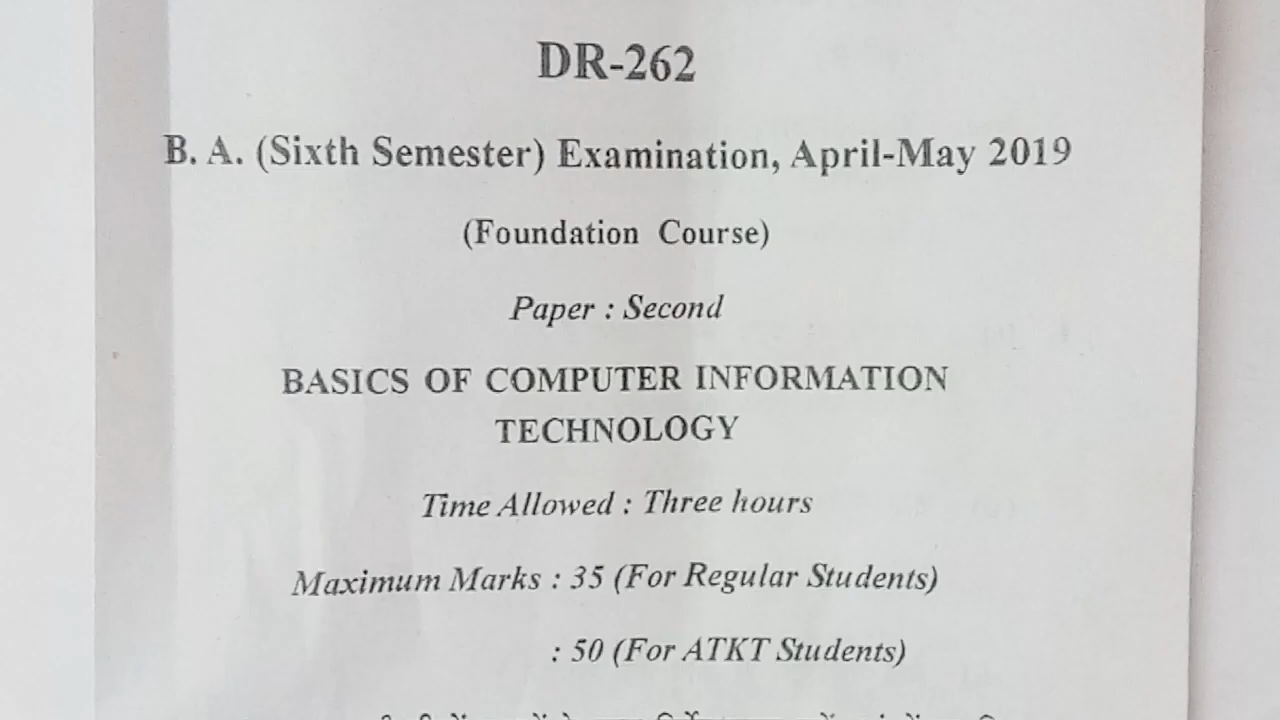 DR-262
B. A. (Sixth Semester) Examination, April-May 2019
(Foundation Course)
Paper : Second
BASICS OF COMPUTER INFORMATION
TECHNOLOGY
Time Allowed : Three hours
Maximum Marks : 35 (For Regular Students)
: 50 (For ATKT Students)